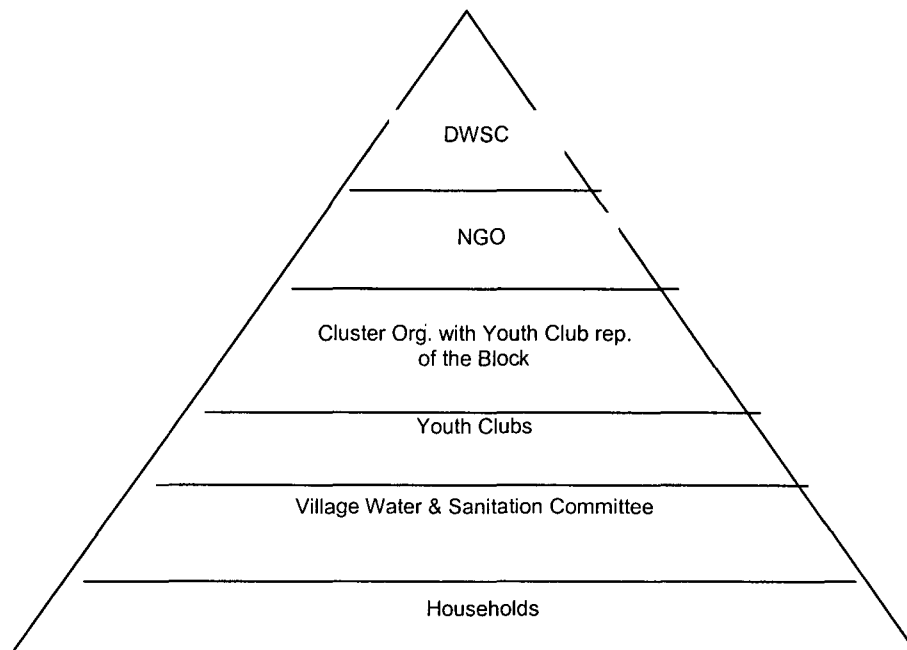 DWSC
NGO
Cluster Org. with Youth Club rep.
of the Block
Youth Clubs
Village Water & Sanitation Committee
Households